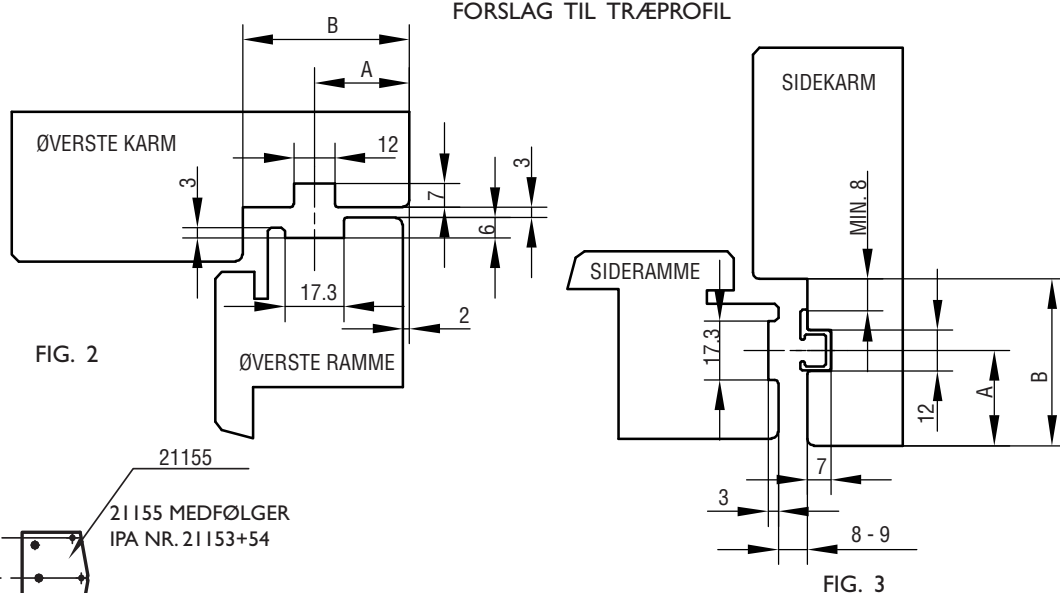 FORSLAG TIL TRÆPROFIL
B
A
ØVERSTE KARM
12
3
3
7
6
17.3
2
ØVERSTE RAMME
FIG. 2
SIDEKARM
MIN. 8
SIDERAMME
17.3
12
A
B
7
3
8 - 9
FIG. 3
21155
21155 MEDFØLGER
IPA NR. 21153+54